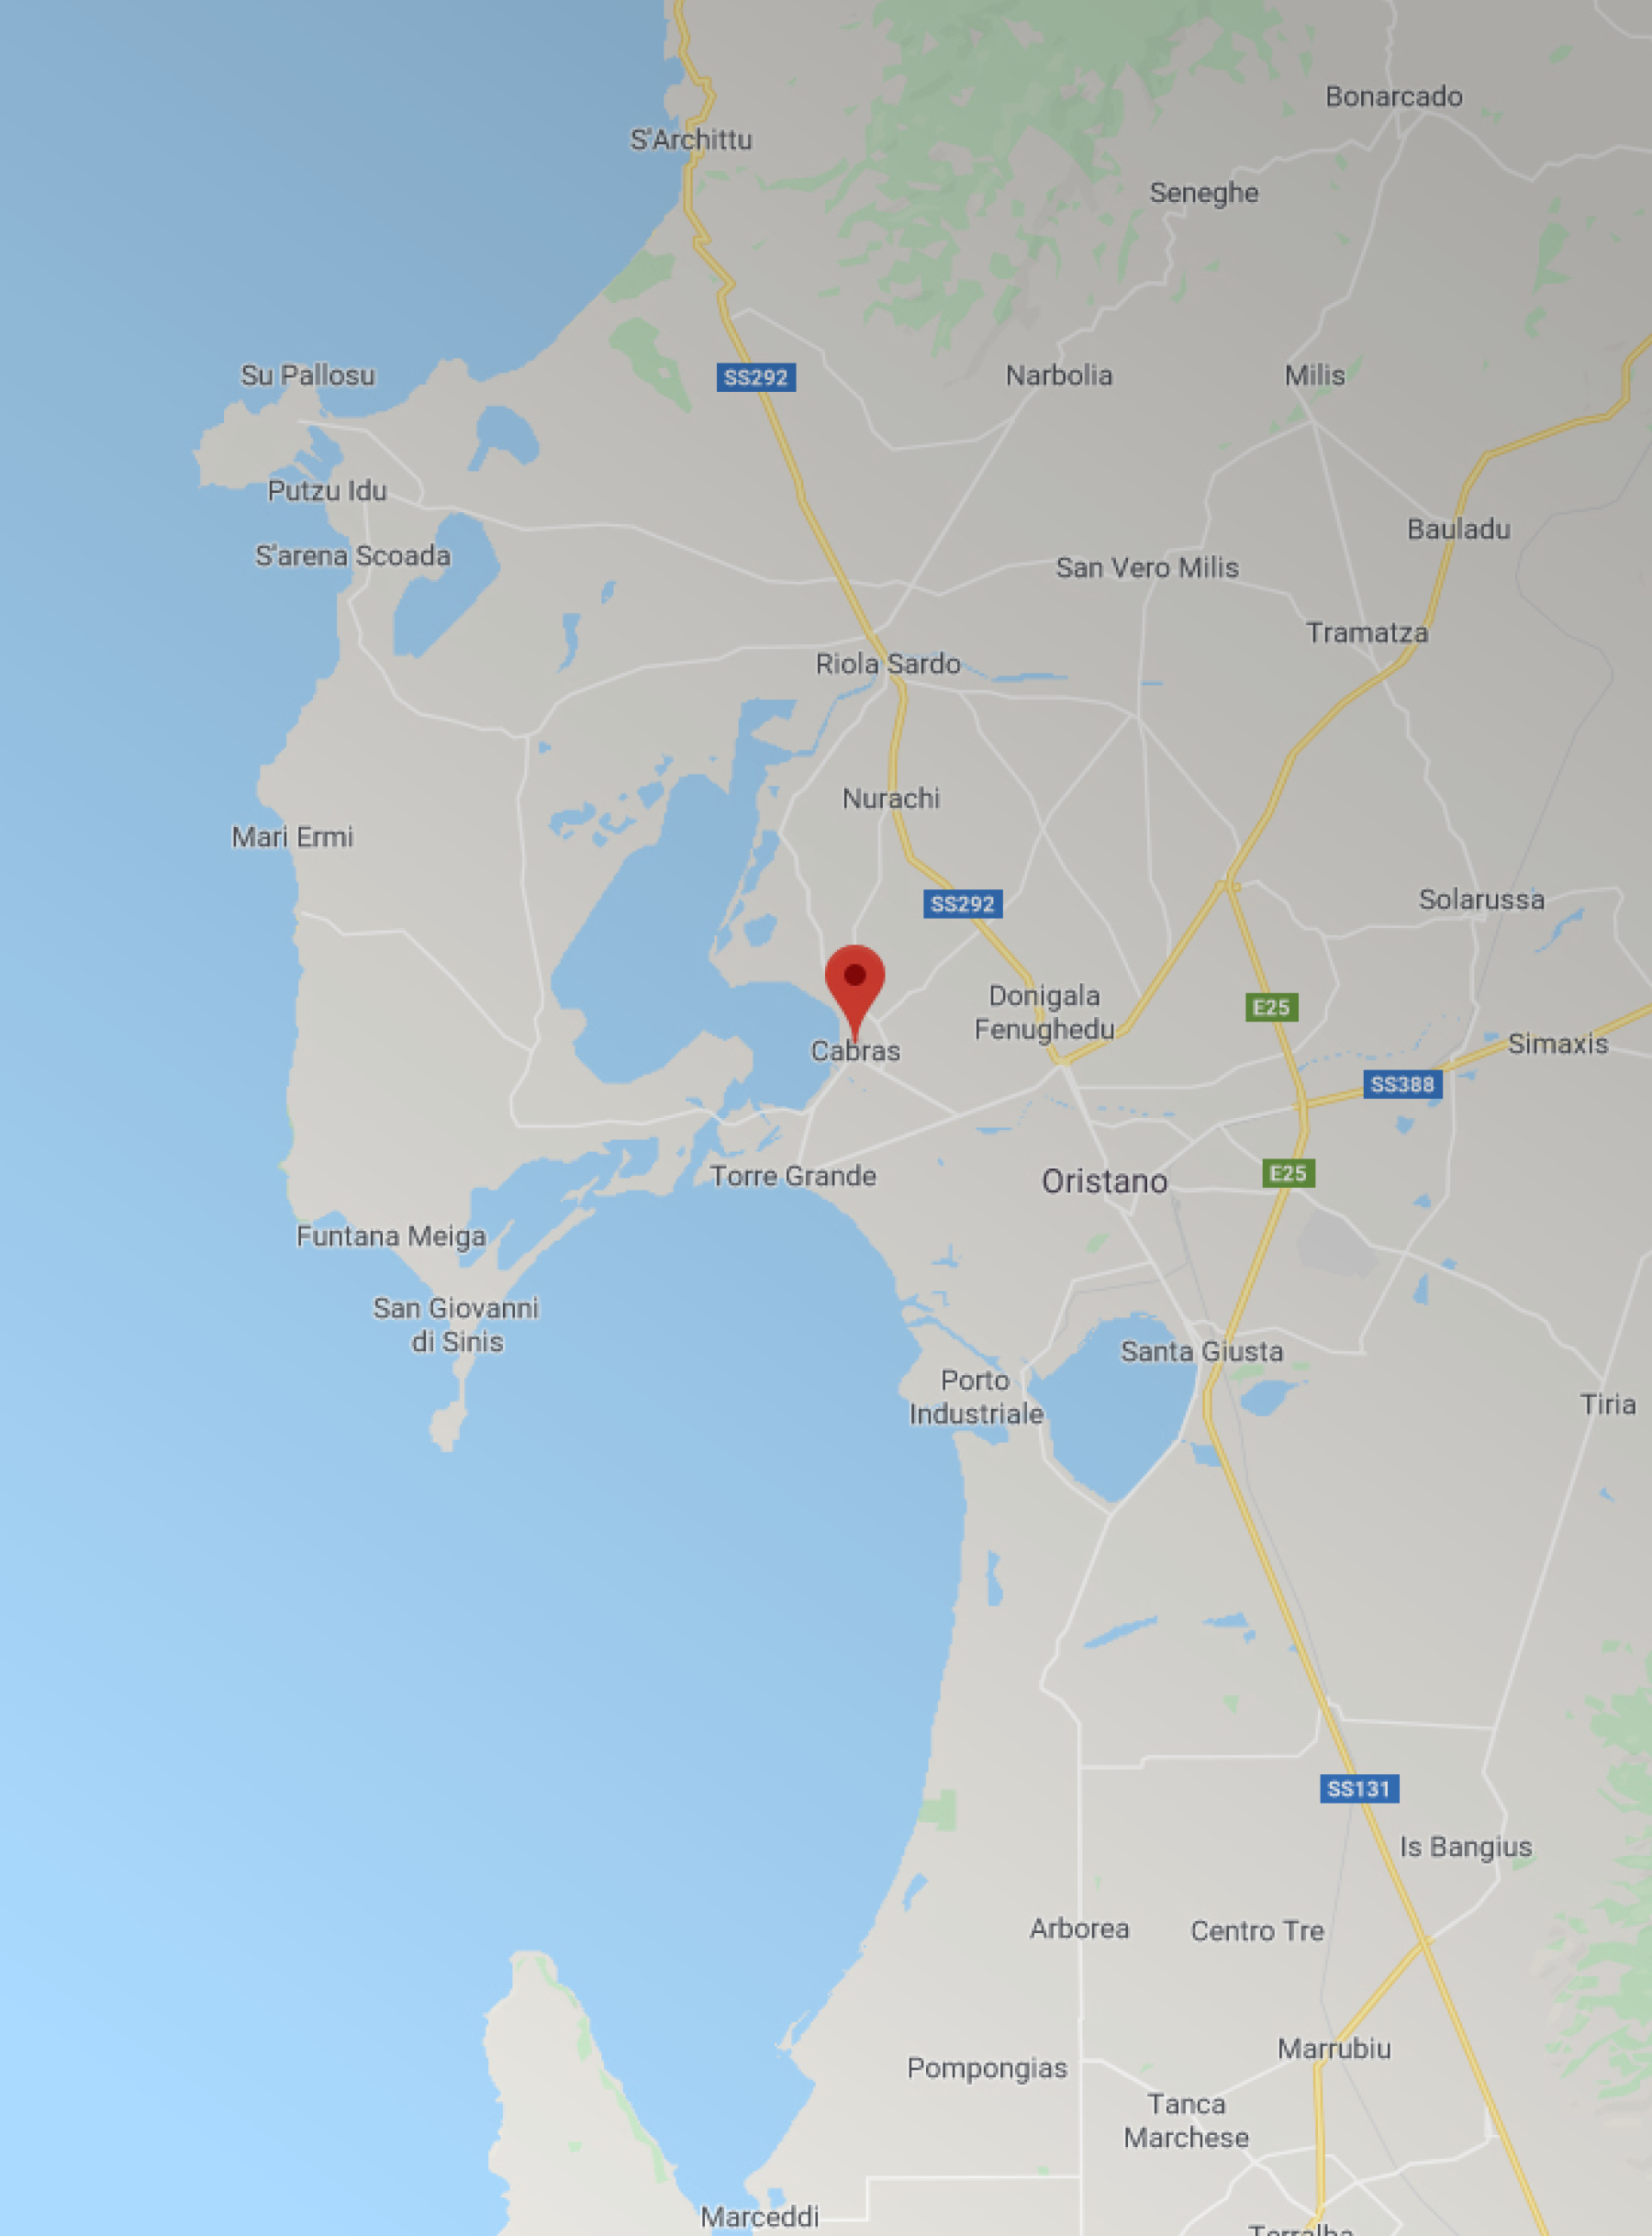 Bonarcado
S'Archittu
Seneghe
Su Pallosu
SS292
Narbolia
Milis
Putzu Idu
Bauladu
S'arena Scoada
San Vero Milis
Tramatza
Riola Sardo
Nurachi
Mari Ermi
SS292
Solarussa
Donigala
Fenughedu
E25
Cabras
Simaxis
SS388
Torre Grande
Oristano
E25
Funtana Meiga
San Giovanni
di Sinis
Santa Giusta
Porto
Industriale
Tiria
SS131
Is Bangius
Arborea
Centro Tre
Marrubiu
Pompongias
Tanca
Marchese
Marceddi
Terralba